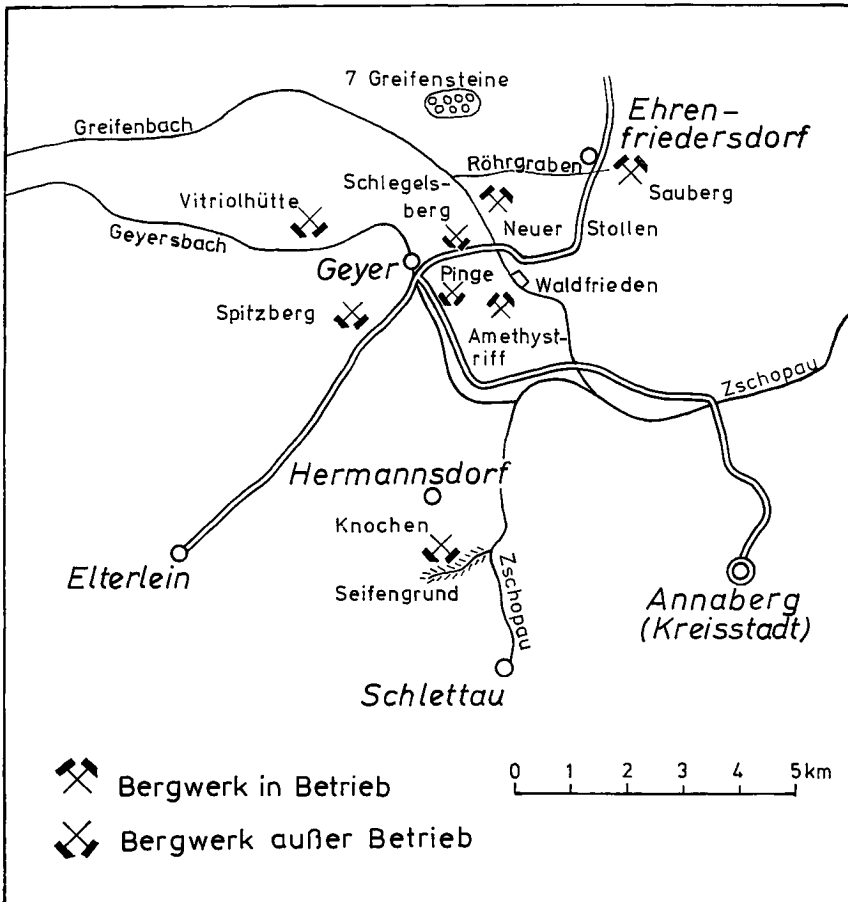 7 Greifensteine
Greifenbach
Ehren-
friedersdorf
Röhrgraben
Sauberg
Schlegels-
berg
Vitriolhütte
Neuer Stollen
Geyersbach
Geyer
Pinge
Waldfrieden
Spitzberg
Amethyst-
riff
Zschopau
Hermannsdorf
Knochen
Elterlein
Seifengrund
Zschopau
Annaberg
(Kreisstadt)
Schlettau
Bergwerk in Betrieb
0 1 2 3 4 5 km
Bergwerk außer Betrieb